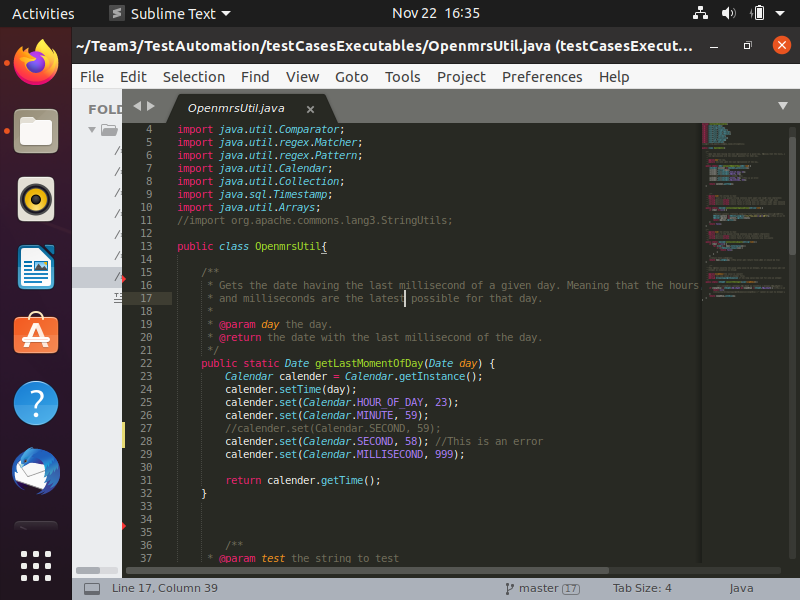 Activities
Sublime Text
Nov 22 16:35
~/Team3/TestAutomation/testCasesExecutables/OpenmrsUtil.java (testCasesExecut...
File Edit Selection Find View Goto Tools Project Preferences Help
FOLD
OpenmrsUtil.java
4 import java.util.Comparator;
5 import java.util.regex.Matcher;
6 import java.util.regex.Pattern;
7 import java.util.Calendar;
8 import java.util.Collection;
9 import java.sql.Timestamp;
10 import java.util.Arrays;
11 //import org.apache.commons.lang3.StringUtils;
12
13 public class OpenmrsUtil{
14
15 /**
16 * Gets the date having the last millisecond of a given day. Meaning that the hours
17 * and milliseconds are the latest possible for that day.
18 *
19 * @param day the day.
20 * @return the date with the last millisecond of the day.
21 */
22 public static Date getLastMomentOfDay(Date day) {
23 Calendar calender = Calendar.getInstance();
24 calender.setTime(day);
25 calender.set(Calendar.HOUR_OF_DAY, 23);
26 calender.set(Calendar.MINUTE, 59);
27 //calender.set(Calendar.SECOND, 59);
28 calender.set(Calendar.SECOND, 58); //This is an error
29 calender.set(Calendar.MILLISECOND, 999);
30
31 return calender.getTime();
32 }
33
34
35
36 /**
37 * @param test the string to test
Line 17, Column 39
master 17
Tab Size: 4
Java